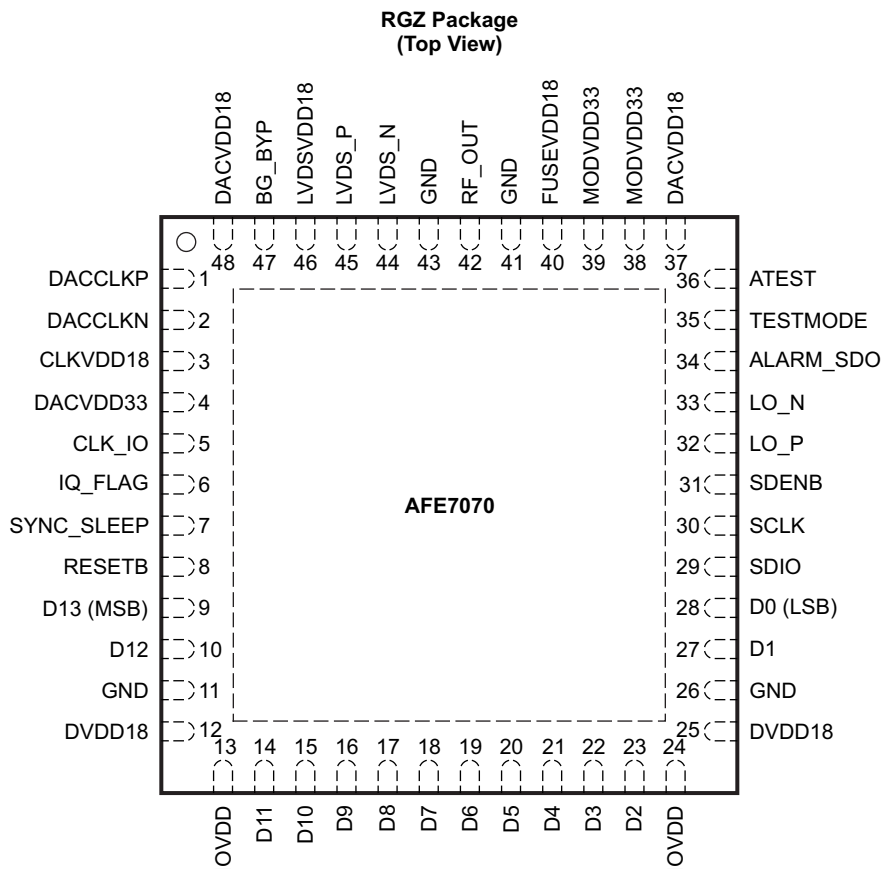 RGZ Package
(Top View)
DACVDD18
BG_BYP
LVDSVDD18
LVDS_P
LVDS_N
GND
RF_OUT
GND
FUSEVDD18
MODVDD33
MODVDD33
DACVDD18
48 47 46 45 44 43 42 41 40 39 38 37
DACCLKP 1
DACCLKN 2
CLKVDD18 3
DACVDD33 4
CLK_IO 5
IQ_FLAG 6
SYNC_SLEEP 7
RESETB 8
D13 (MSB) 9
D12 10
GND 11
DVDD18 12
AFE7070
36 ATEST
35 TESTMODE
34 ALARM_SDO
33 LO_N
32 LO_P
31 SDENB
30 SCLK
29 SDIO
28 D0 (LSB)
27 D1
26 GND
25 DVDD18
13 14 15 16 17 18 19 20 21 22 23 24
OVDD
D11
D10
D9
D8
D7
D6
D5
D4
D3
D2
OVDD